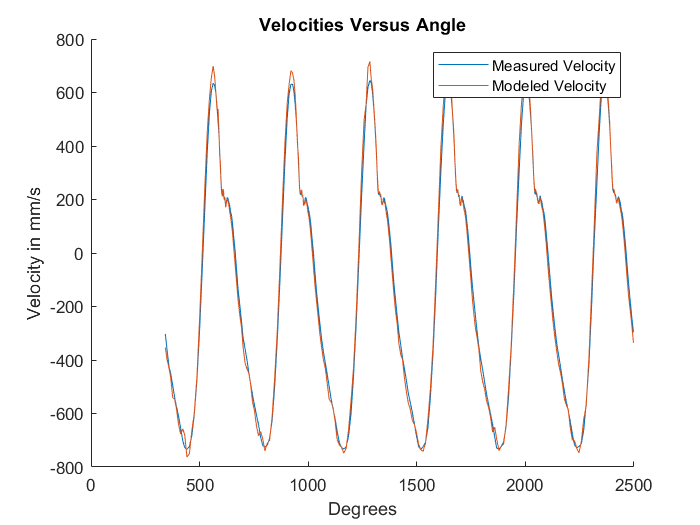 Velocities Versus Angle
Measured Velocity
Modeled Velocity
800
600
400
200
0
-200
-400
-600
-800
Velocity in mm/s
0 500 1000 1500 2000 2500
Degrees